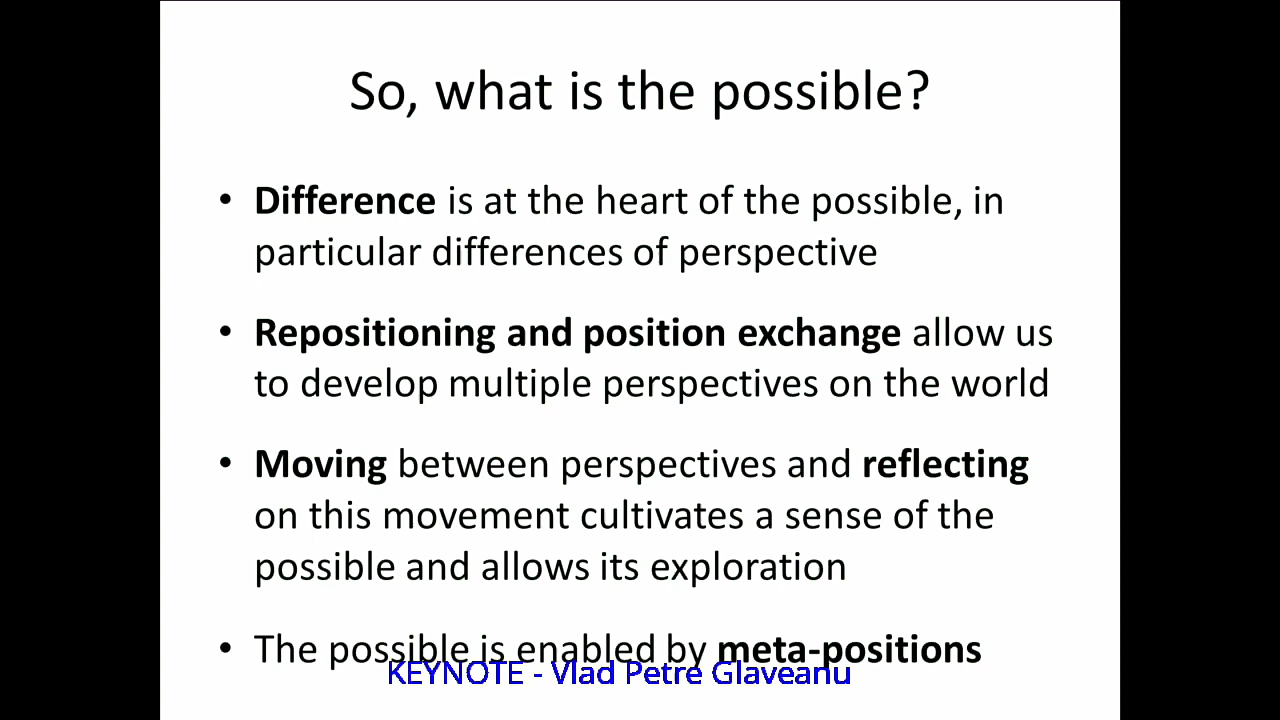 So, what is the possible?
• Difference is at the heart of the possible, in
particular differences of perspective
• Repositioning and position exchange allow us
to develop multiple perspectives on the world
• Moving between perspectives and reflecting
on this movement cultivates a sense of the
possible and allows its exploration
• The possible is enabled by meta-positions
KEYNOTE - Vlad Petre Glaveanu